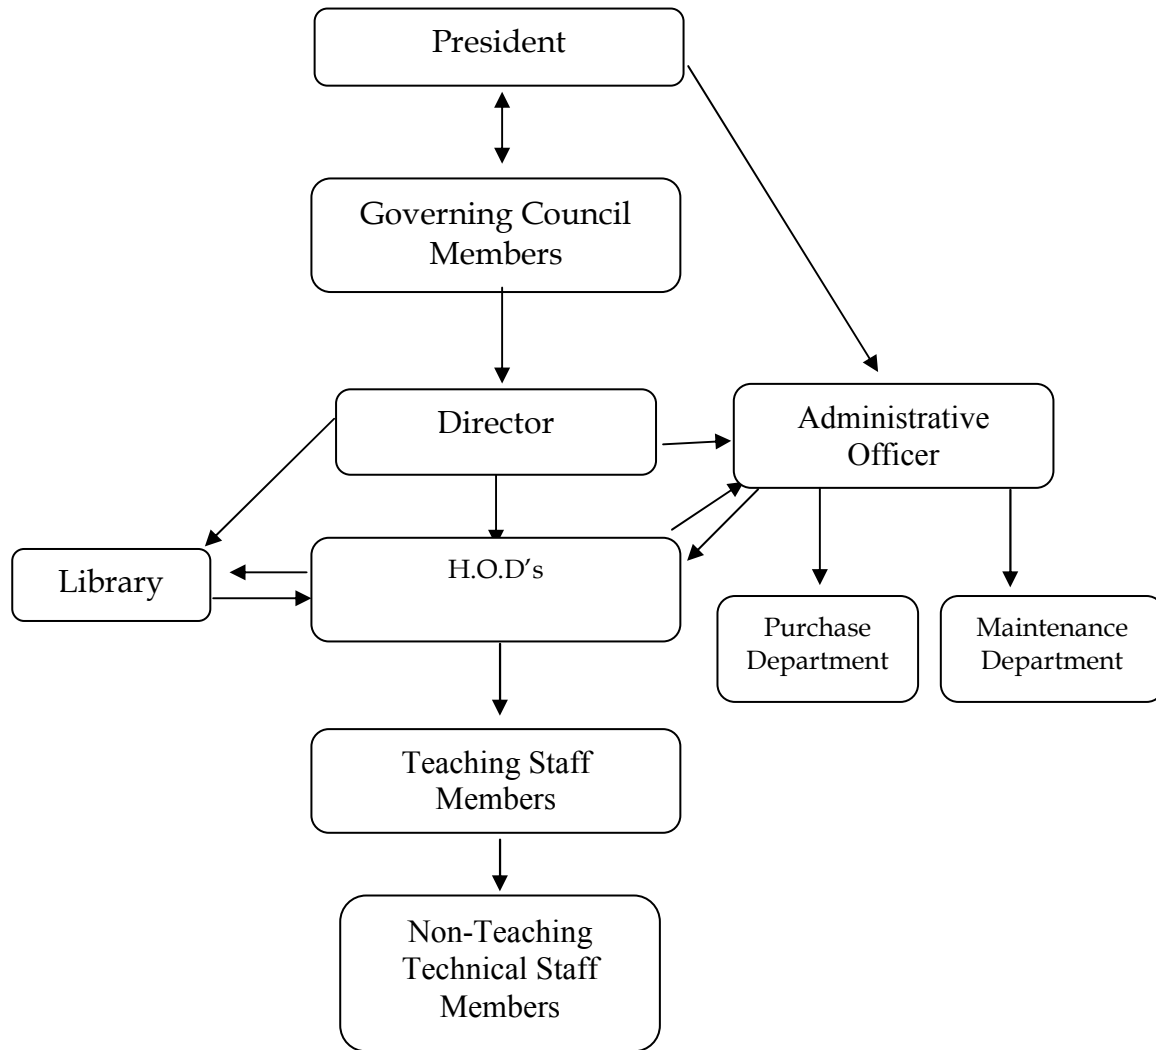 President
Governing Council
Members
Director
Administrative
Officer
Library
H.O.D’s
Purchase
Department
Maintenance
Department
Teaching Staff
Members
Non-Teaching
Technical Staff
Members